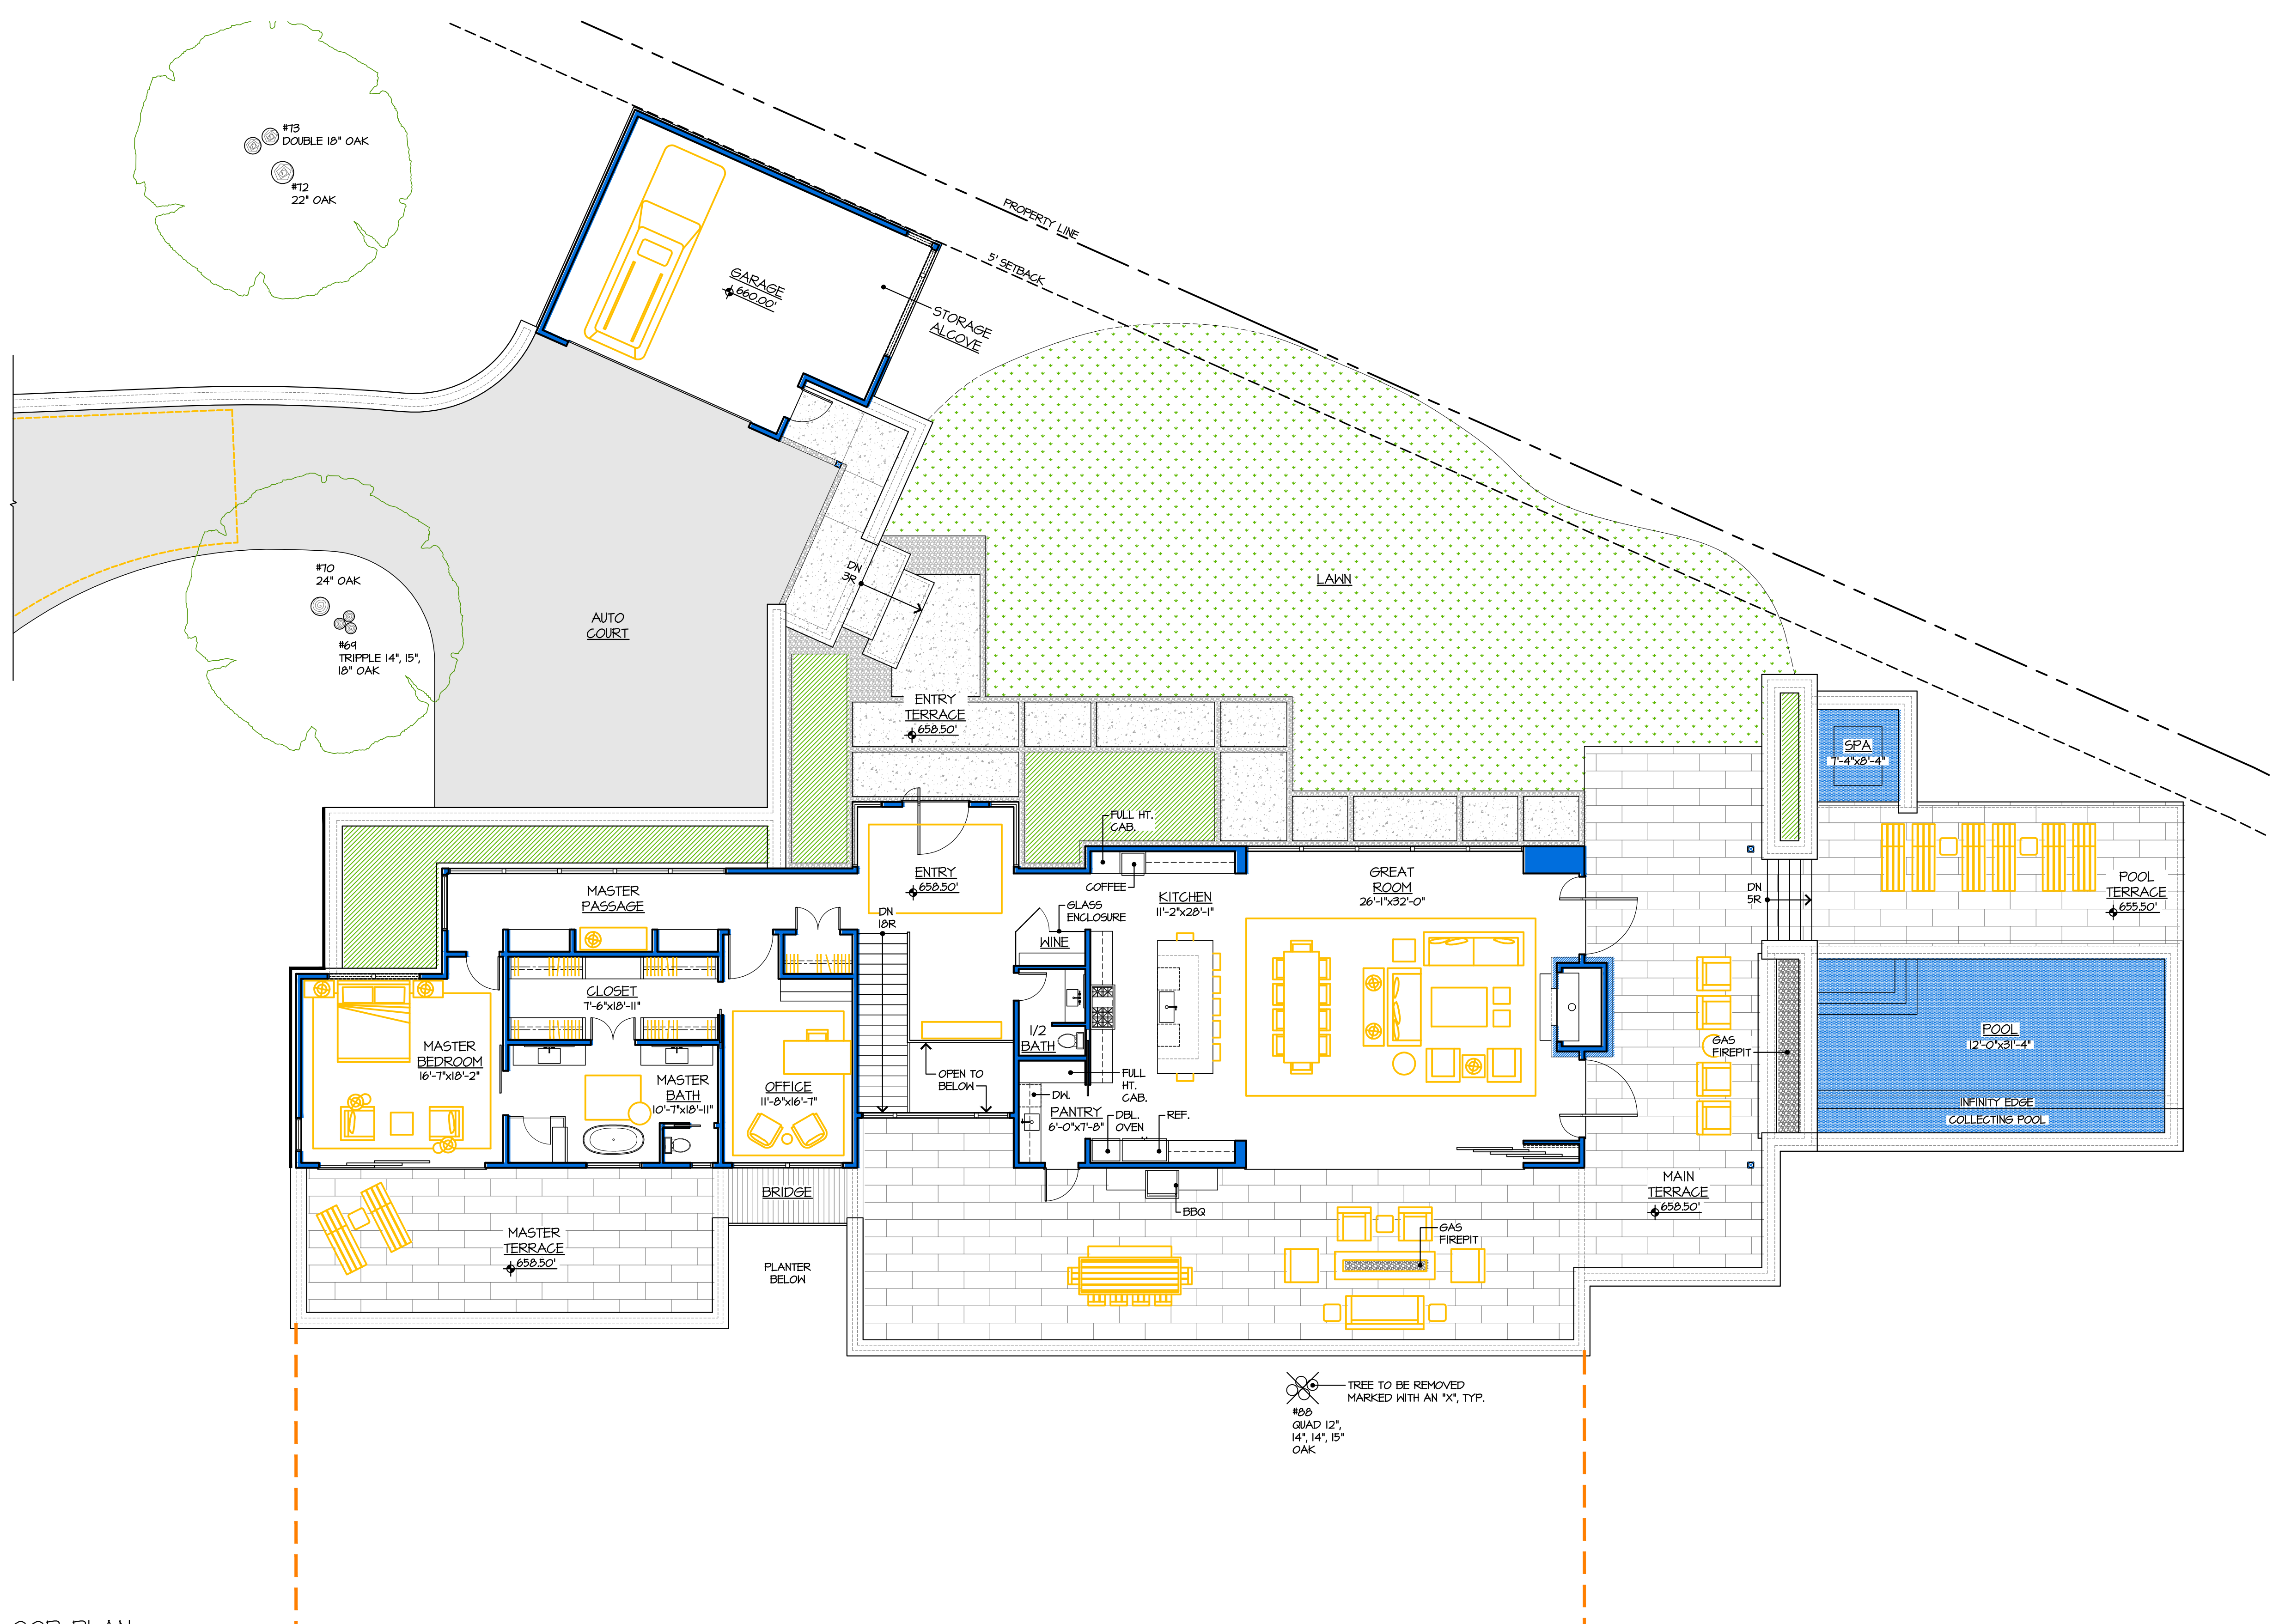 #73
DOUBLE 18" OAK
#72
22" OAK
PROPERTY LINE
5' SETBACK
GARAGE
660.00'
STORAGE
ALCOVE
#70
24" OAK
#69
TRIPPLE 14", 15",
18" OAK
AUTO
COURT
DN
3R
LAWN
ENTRY
TERRACE
658.50'
SPA
7'-4"x8'-4"
FULL HT.
CAB.
COFFEE
ENTRY
658.50'
MASTER
PASSAGE
DN
18R
GLASS
ENCLOSURE
WINE
KITCHEN
11'-2"x28'-1"
GREAT
ROOM
26'-1"x32'-0"
DN
5R
POOL
TERRACE
655.50'
CLOSET
7'-6"x18'-11"
MASTER
BEDROOM
16'-7"x18'-2"
MASTER
BATH
10'-7"x18'-11"
OFFICE
11'-8"x16'-7"
OPEN TO
BELOW
1/2
BATH
FULL
HT.
CAB.
DW.
PANTRY
6'-0"x7'-8"
DBL.
OVEN
REF.
GAS
FIREPIT
POOL
12'-0"x31'-4"
INFINITY EDGE
COLLECTING POOL
BRIDGE
BBQ
MAIN
TERRACE
658.50'
MASTER
TERRACE
658.50'
PLANTER
BELOW
GAS
FIREPIT
TREE TO BE REMOVED
MARKED WITH AN "X", TYP.
#88
QUAD 12",
14", 14", 15"
OAK